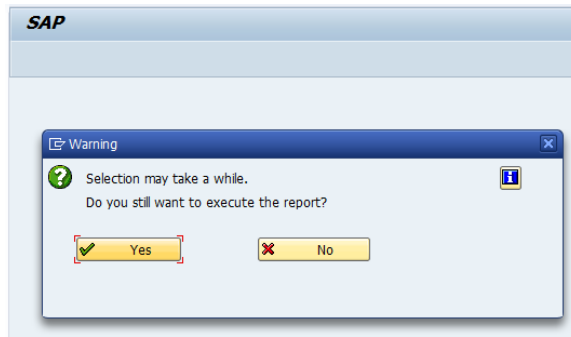 SAP
Warning
Selection may take a while.
Do you still want to execute the report?
Yes
No